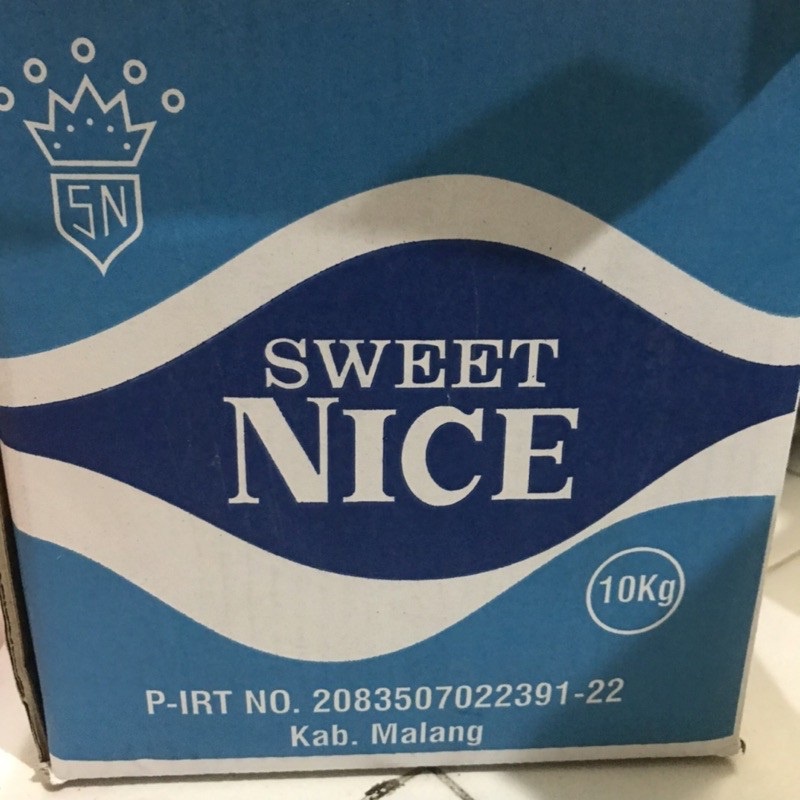 SN
SWEET
NICE
10Kg
P-IRT NO. 2083507022391-22
Kab. Malang